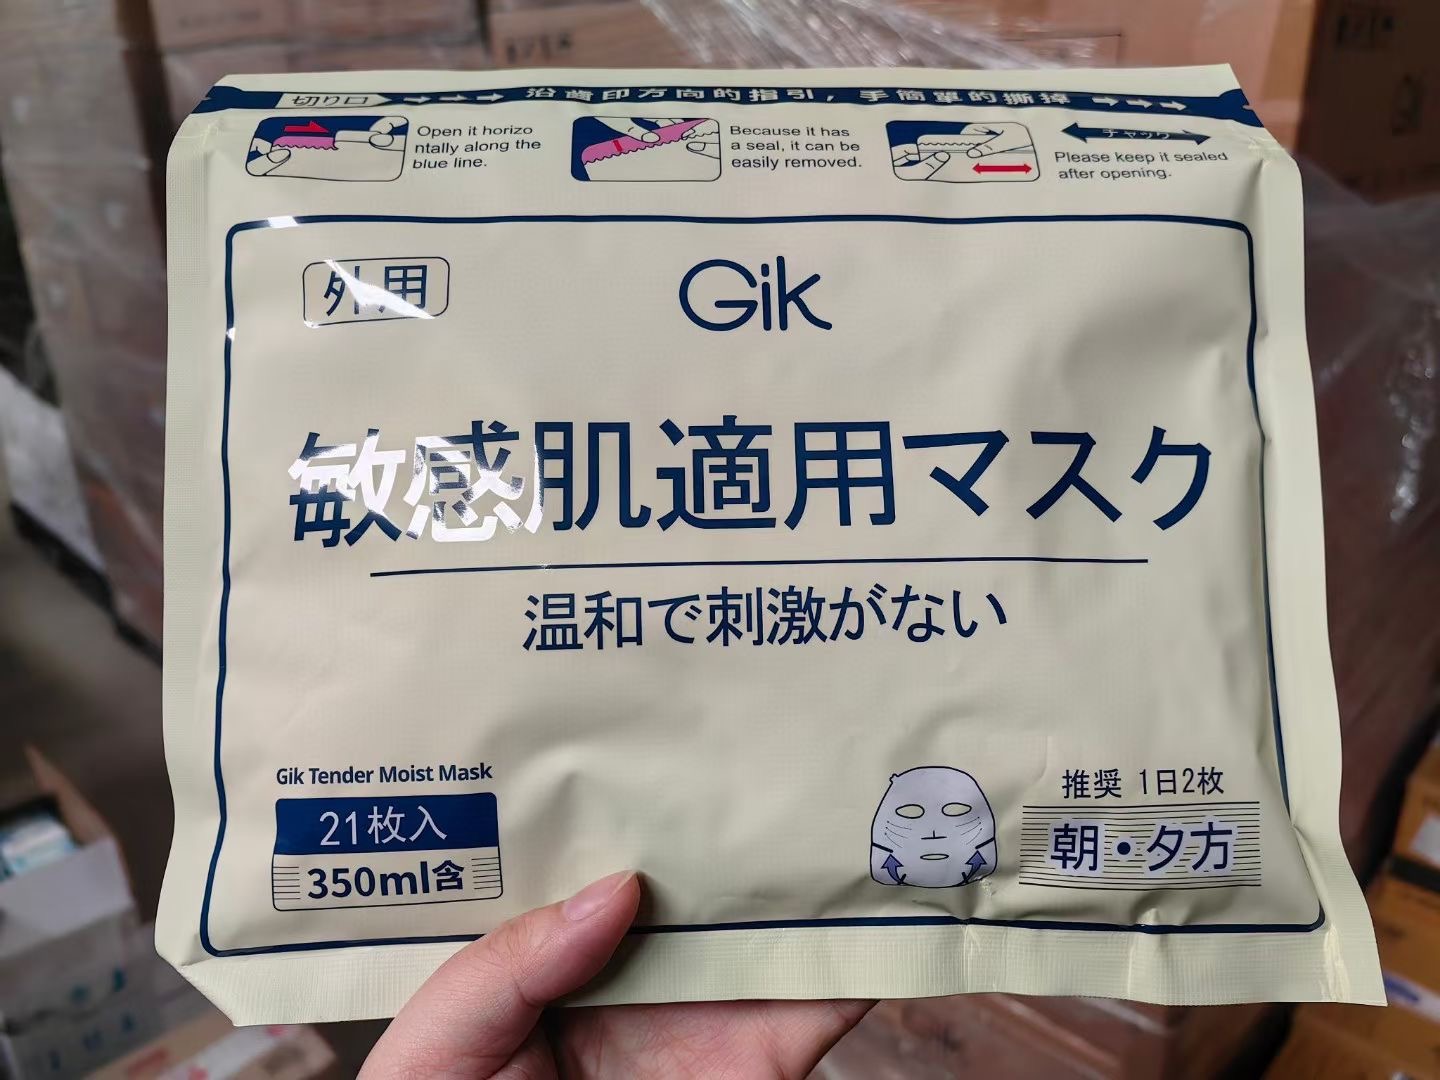 切り口
沿齒印方向的指引，手簡單的撕掉
Open it horizo
ntally along the
blue line.
Because it has
a seal, it can be
easily removed.
チャック
Please keep it sealed
after opening.
外用
Gik
敏感肌適用マスク
温和で刺激がない
Gik Tender Moist Mask
21枚入
350ml含
推奨 1日2枚
朝・夕方